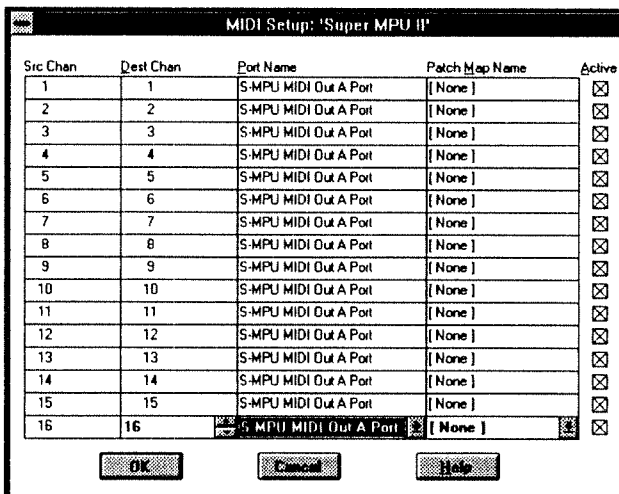 MIDI Setup: 'Super MPU II'
Src Chan Dest Chan Port Name Patch Map Name Active
1 1 S-MPU MIDI Out A Port [ None ]
2 2 S-MPU MIDI Out A Port [ None ]
3 3 S-MPU MIDI Out A Port [ None ]
4 4 S-MPU MIDI Out A Port [ None ]
5 5 S-MPU MIDI Out A Port [ None ]
6 6 S-MPU MIDI Out A Port [ None ]
7 7 S-MPU MIDI Out A Port [ None ]
8 8 S-MPU MIDI Out A Port [ None ]
9 9 S-MPU MIDI Out A Port [ None ]
10 10 S-MPU MIDI Out A Port [ None ]
11 11 S-MPU MIDI Out A Port [ None ]
12 12 S-MPU MIDI Out A Port [ None ]
13 13 S-MPU MIDI Out A Port [ None ]
14 14 S-MPU MIDI Out A Port [ None ]
15 15 S-MPU MIDI Out A Port [ None ]
16 16 S-MPU MIDI Out A Port [ None ]
OK Cancel Help